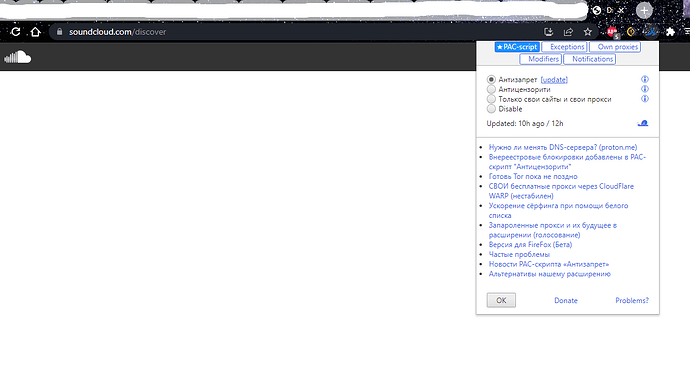 D
soundcloud.com/discover
★PAC-script Exceptions Own proxies
Modifiers Notifications
Антизапрет [update]
Антицензорити
Только свои сайты и свои прокси
Disable
Updated: 10h ago / 12h
Нужно ли менять DNS-сервера? (proton.me)
Внереестровые блокировки добавлены в PAC-
скрипт "Антицензорити"
Готовь Tor пока не поздно
СВОИ бесплатные прокси через CloudFlare
WARP (нестабилен)
Ускорение сёрфинга при помощи белого
списка
Запароленные прокси и их будущее в
расширении (голосование)
Версия для FireFox (Бета)
Частые проблемы
Новости PAC-скрипта «Антизапрет»
Альтернативы нашему расширению
OK Donate Problems?